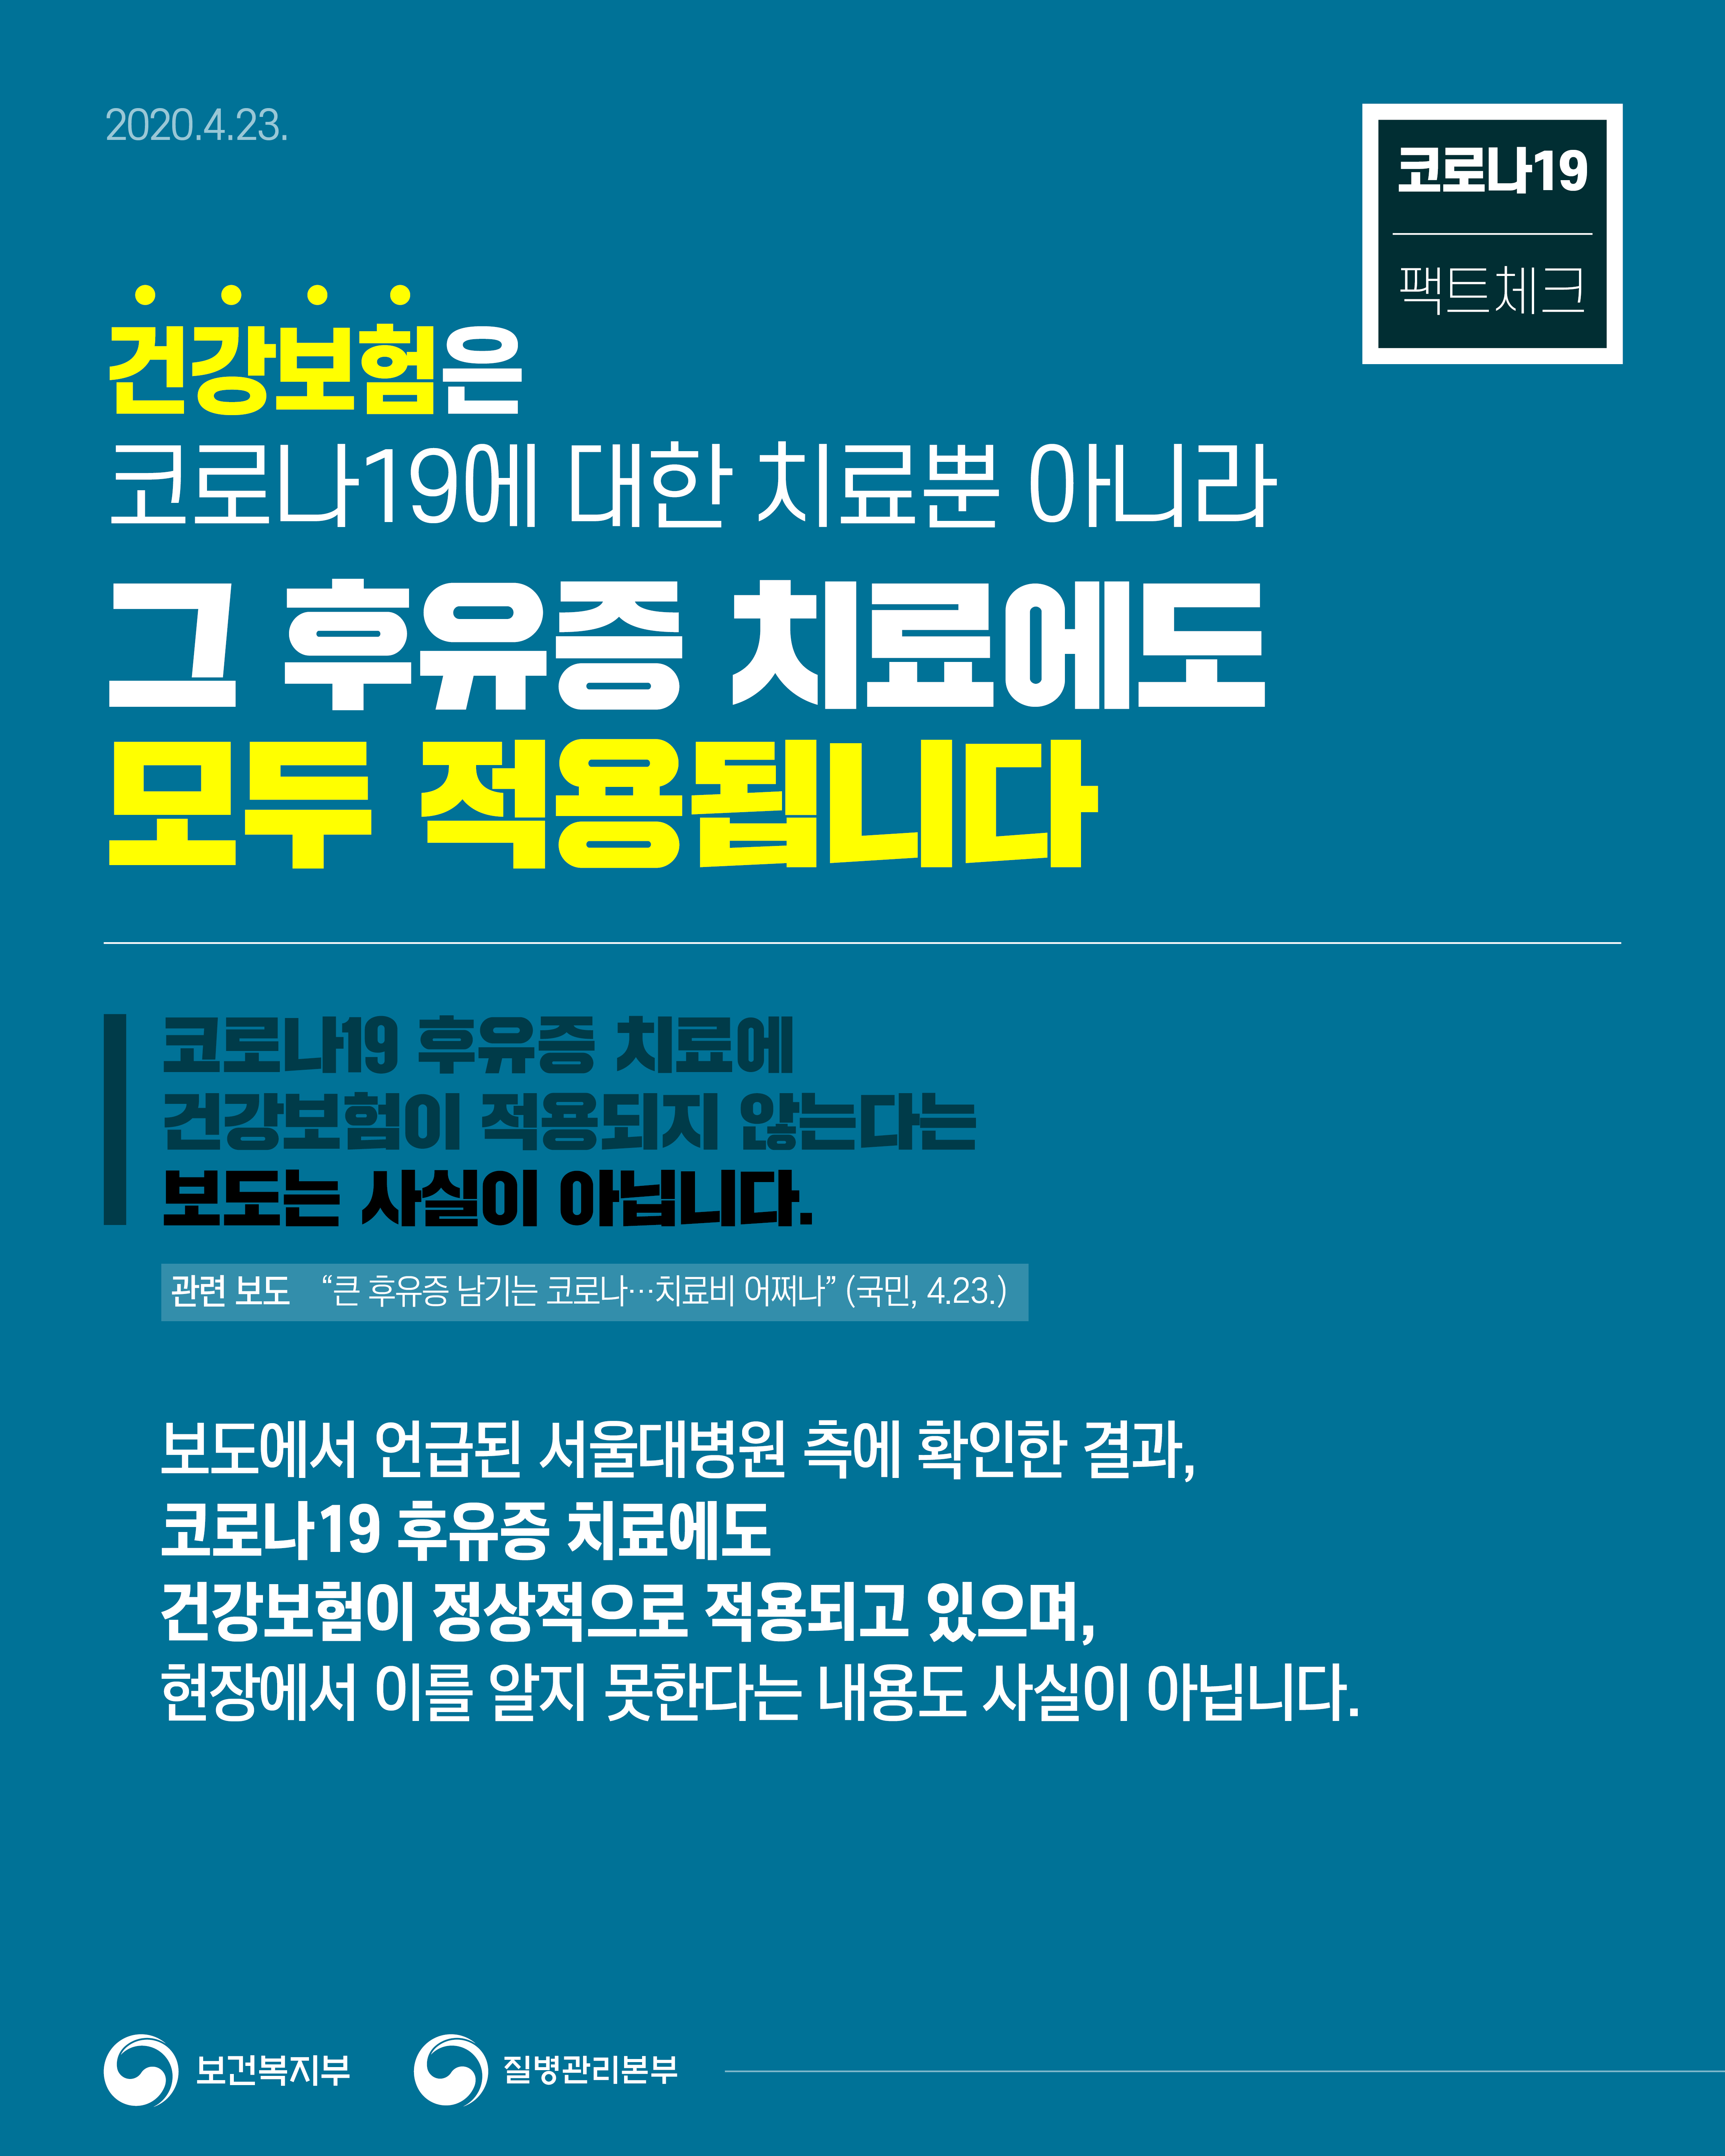 2020.4.23.
코로나19
팩트체크
건강보험은
코로나19에 대한 치료뿐 아니라
그 후유증 치료에도
모두 적용됩니다
코로나19 후유증 치료에
건강보험이 적용되지 않는다는
보도는 사실이 아닙니다.
관련 보도 “큰 후유증 남기는 코로나…치료비 어쩌나” (국민, 4.23.)
보도에서 언급된 서울대병원 측에 확인한 결과,
코로나19 후유증 치료에도
건강보험이 정상적으로 적용되고 있으며,
현장에서 이를 알지 못한다는 내용도 사실이 아닙니다.
보건복지부 질병관리본부